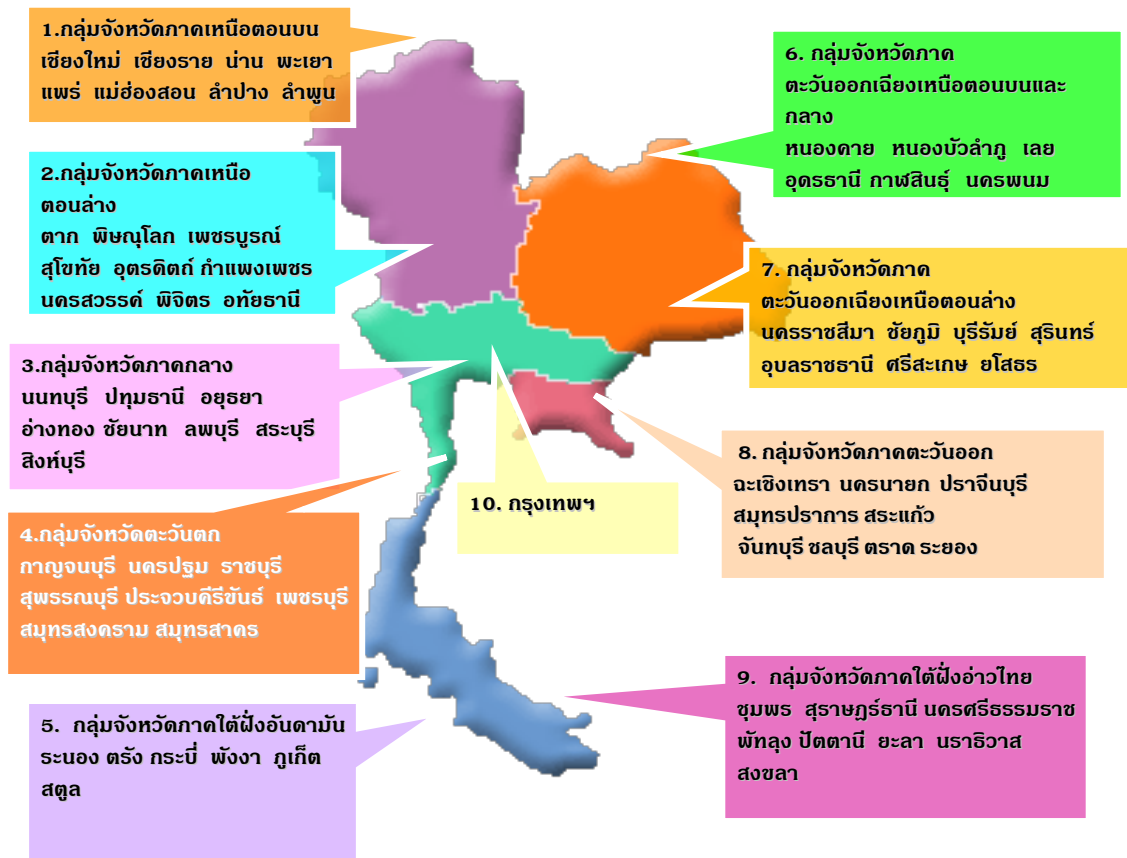 1.กลุ่มจังหวัดภาคเหนือตอนบน
เชียงใหม่ เชียงราย น่าน พะเยา
แพร่ แม่ฮ่องสอน ลำปาง ลำพูน
2.กลุ่มจังหวัดภาคเหนือ
ตอนล่าง
ตาก พิษณุโลก เพชรบูรณ์
สุโขทัย อุตรดิตถ์ กำแพงเพชร
นครสวรรค์ พิจิตร อทัยธานี
3.กลุ่มจังหวัดภาคกลาง
นนทบุรี ปทุมธานี อยุธยา
อ่างทอง ชัยนาท ลพบุรี สระบุรี
สิงห์บุรี
4.กลุ่มจังหวัดตะวันตก
กาญจนบุรี นครปฐม ราชบุรี
สุพรรณบุรี ประจวบคีรีขันธ์ เพชรบุรี
สมุทรสงคราม สมุทรสาคร
5. กลุ่มจังหวัดภาคใต้ฝั่งอันดามัน
ระนอง ตรัง กระบี่ พังงา ภูเก็ต
สตูล
6. กลุ่มจังหวัดภาค
ตะวันออกเฉียงเหนือตอนบนและ
กลาง
หนองคาย หนองบัวลำภู เลย
อุดรธานี กาฬสินธุ์ นครพนม
7. กลุ่มจังหวัดภาค
ตะวันออกเฉียงเหนือตอนล่าง
นครราชสีมา ชัยภูมิ บุรีรัมย์ สุรินทร์
อุบลราชธานี ศรีสะเกษ ยโสธร
8. กลุ่มจังหวัดภาคตะวันออก
ฉะเชิงเทรา นครนายก ปราจีนบุรี
สมุทรปราการ สระแก้ว
จันทบุรี ชลบุรี ตราด ระยอง
9. กลุ่มจังหวัดภาคใต้ฝั่งอ่าวไทย
ชุมพร สุราษฎร์ธานี นครศรีธรรมราช
พัทลุง ปัตตานี ยะลา นราธิวาส
สงขลา
10. กรุงเทพฯ